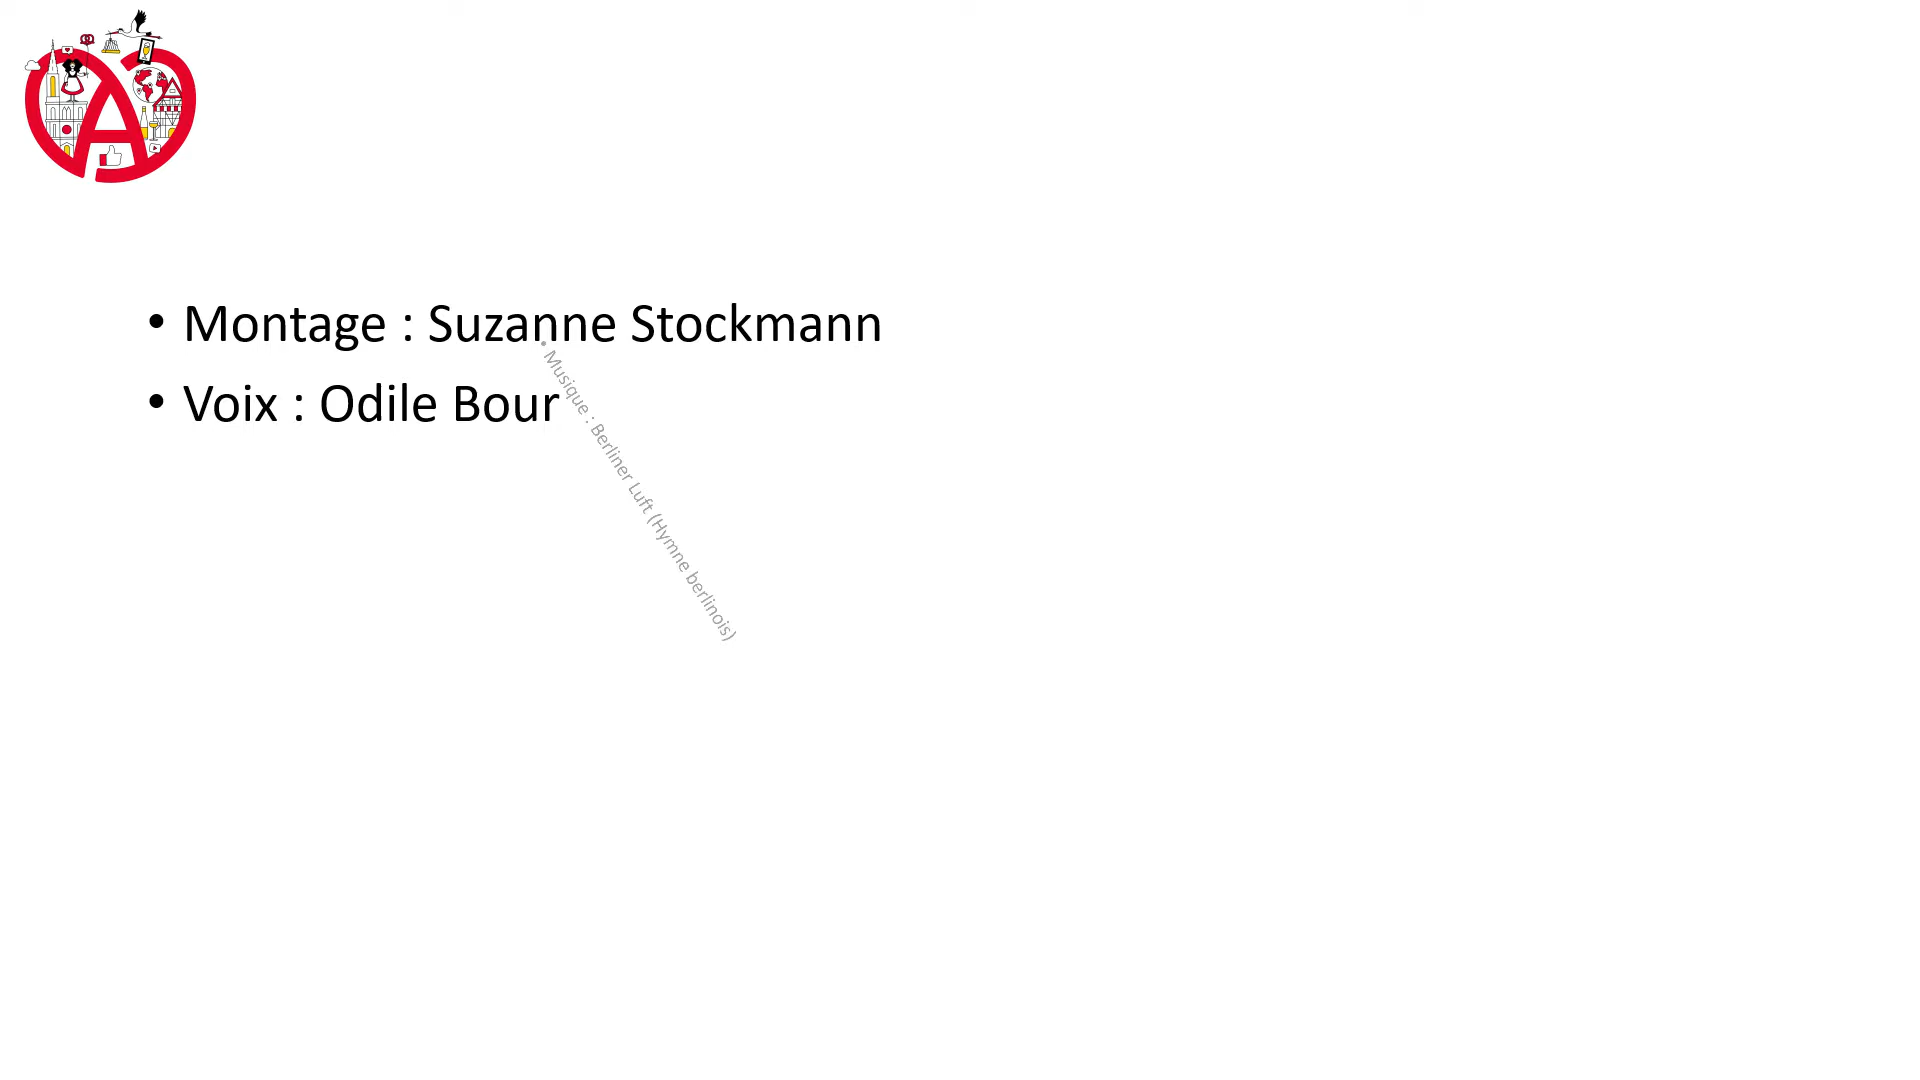 • Montage : Suzanne Stockmann
• Voix : Odile Bour
• Musique : Berliner Luft (Hymne berlinois)